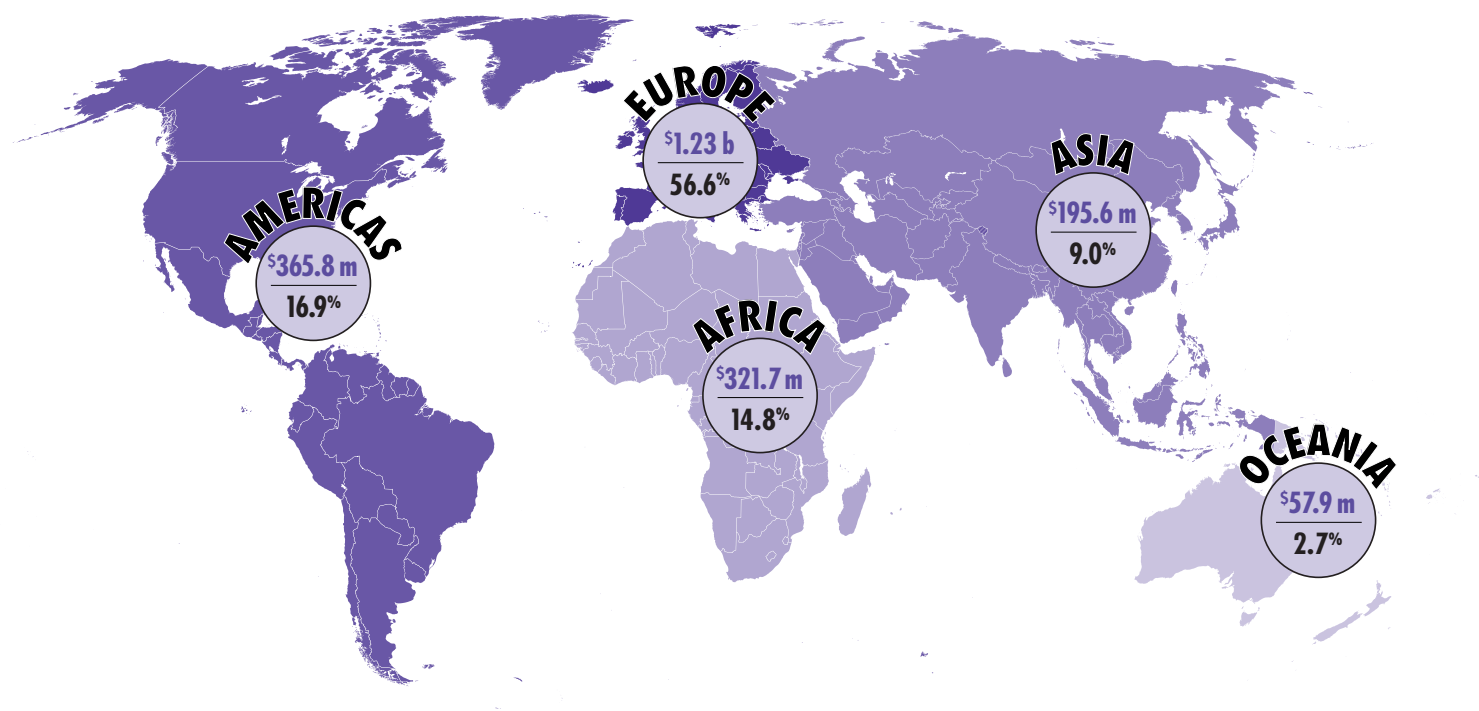 EUROPE
$1.23 b
56.6%
ASIA
$195.6 m
9.0%
AMERICAS
$365.8 m
16.9%
AFRICA
$321.7 m
14.8%
OCEANIA
$57.9 m
2.7%